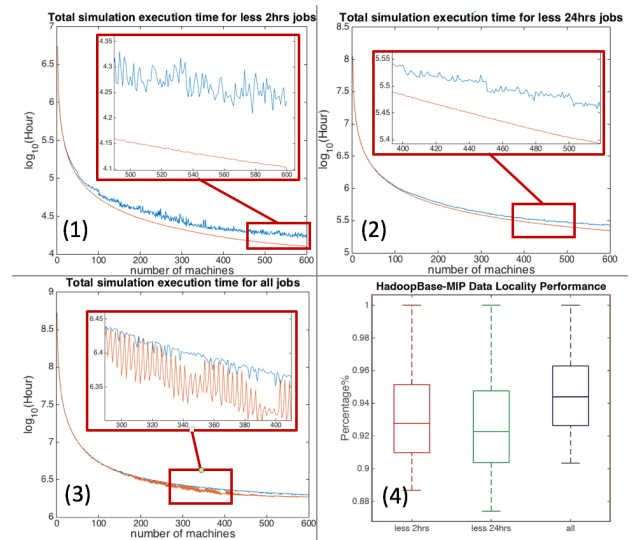 Total simulation execution time for less 2hrs jobs
7
6.5
6
5.5
5
4.5
4
log10(Hour)
4.35
4.3
4.25
4.2
4.15
4.1
500 520 540 560 580 600
(1)
0 100 200 300 400 500 600
number of machines
Total simulation execution time for less 24hrs jobs
8.5
8
7.5
7
6.5
6
5.5
5
log10(Hour)
5.55
5.5
5.45
5.4
400 420 440 460 480 500
(2)
0 100 200 300 400 500 600
number of machines
Total simulation execution time for all jobs
9
8.5
8
7.5
7
6.5
6
log10(Hour)
6.45
6.4
6.35
300 320 340 360 380 400
(3)
0 100 200 300 400 500 600
number of machines
HadoopBase-MIP Data Locality Performance
1
0.98
0.96
0.94
0.92
0.9
0.88
Percentage%
(4)
less 2hrs less 24hrs all